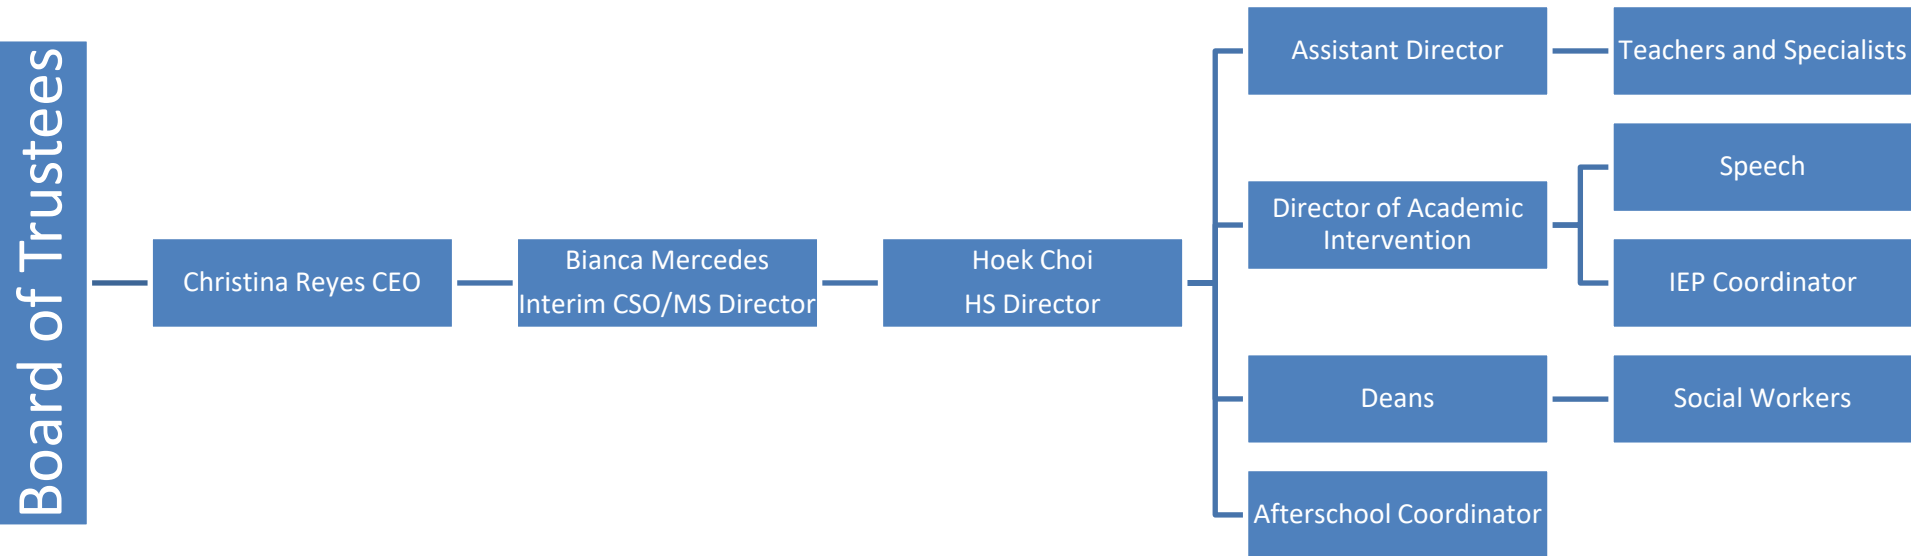 Board of Trustees
Christina Reyes CEO
Bianca Mercedes
Interim CSO/MS Director
Hoek Choi
HS Director
Assistant Director
Teachers and Specialists
Director of Academic
Intervention
Speech
IEP Coordinator
Deans
Social Workers
Afterschool Coordinator